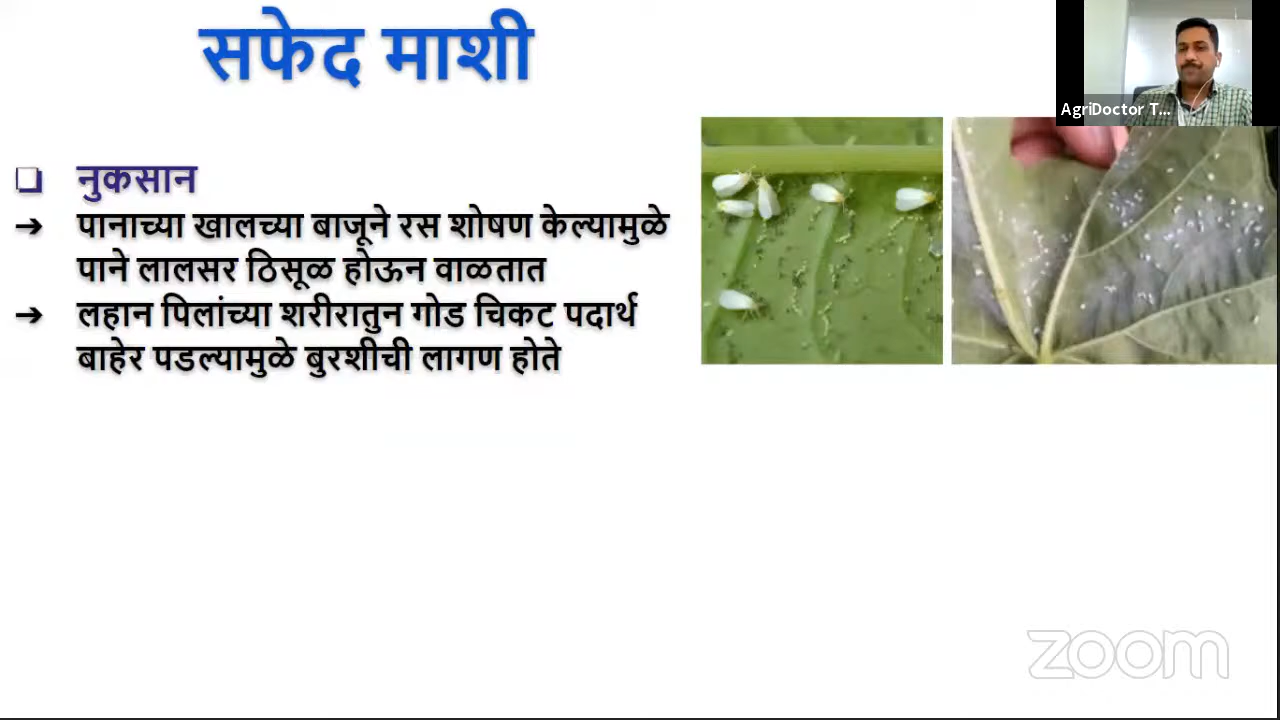 सफेद माशी
AgriDoctor T...
❑ नुकसान
➔ पानाच्या खालच्या बाजूने रस शोषण केल्यामुळे
पाने लालसर ठिसूळ होऊन वाळतात
➔ लहान पिलांच्या शरीरातुन गोड चिकट पदार्थ
बाहेर पडल्यामुळे बुरशीची लागण होते
zoom